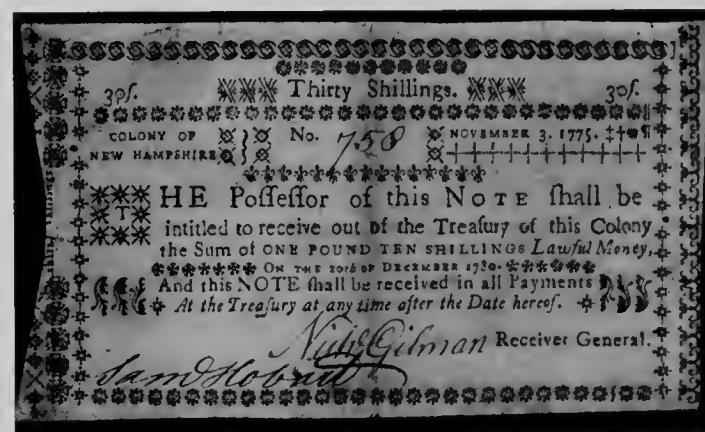 30ſ. Thirty Shillings. 30ſ.
COLONY OF
NEW HAMPSHIRE
No. 758
NOVEMBER 3. 1775. ‡†*¶
THE Poſſeſſor of this NOTE ſhall be
intitled to receive out of the Treaſury of this Colony
the Sum of ONE POUND TEN SHILLINGS Lawful Money,
ON THE 20th OF DECEMBER 1780.
And this NOTE ſhall be received in all Payments
At the Treaſury at any time after the Date hereof.
Nichs Gilman Receiver General.
Samd Hobart